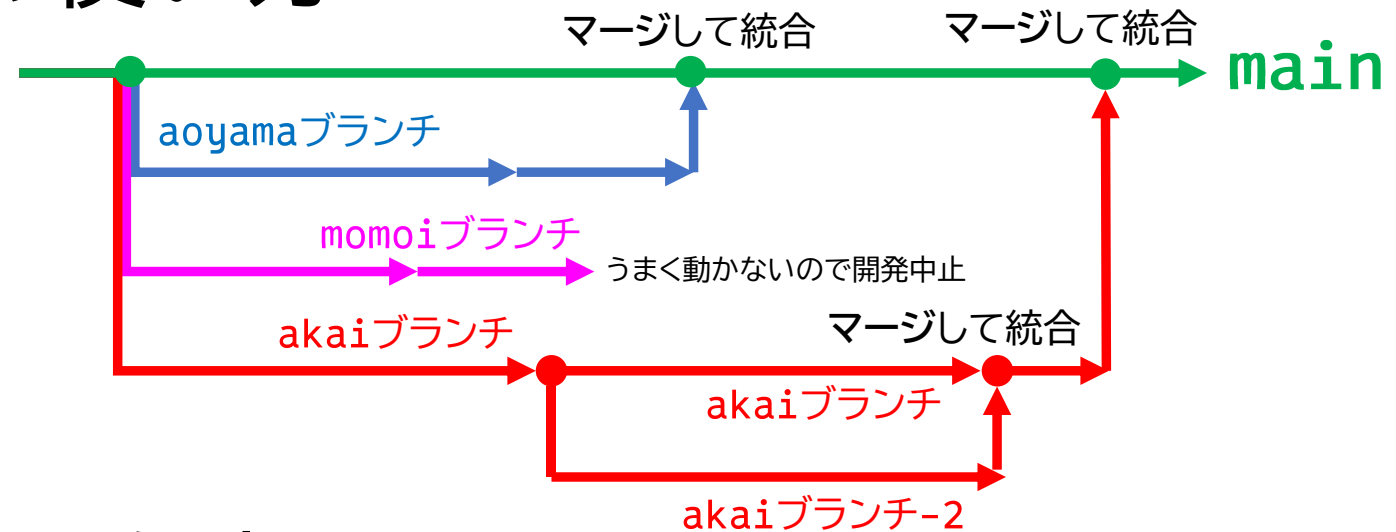 マージして統合
マージして統合
main
aoyamaブランチ
momoiブランチ
うまく動かないので開発中止
akaiブランチ
マージして統合
akaiブランチ
akaiブランチ-2